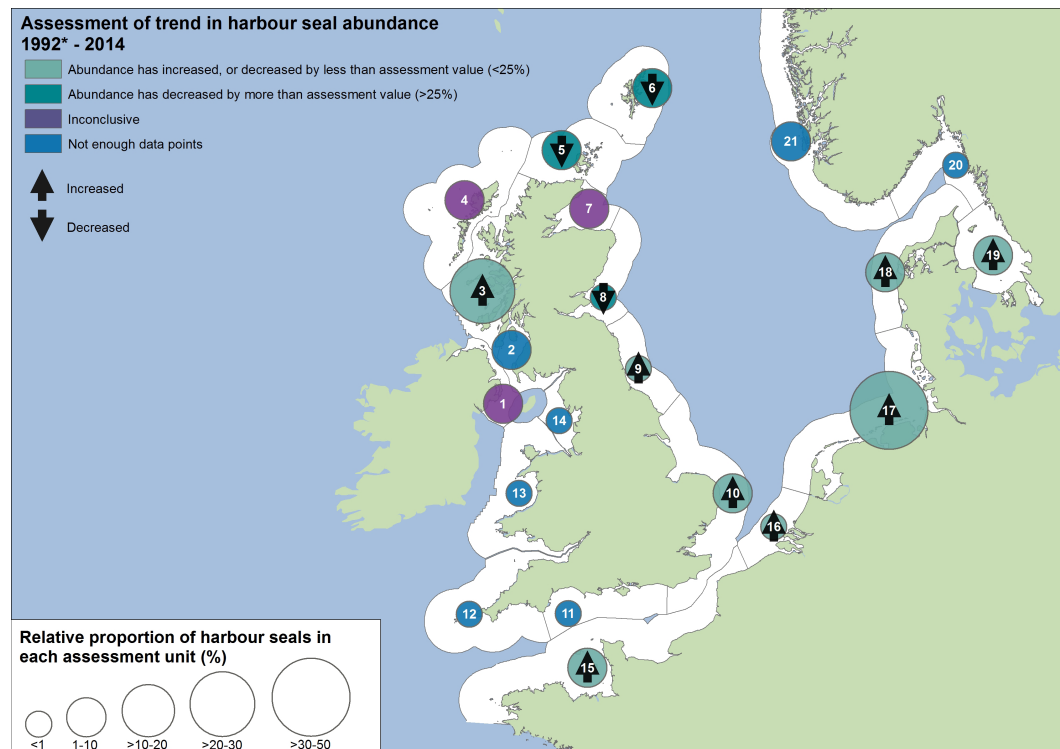 Assessment of trend in harbour seal abundance
1992* - 2014
Abundance has increased, or decreased by less than assessment value (<25%)
Abundance has decreased by more than assessment value (>25%)
Inconclusive
Not enough data points
Increased
Decreased
6
21
5
20
4
7
19
18
3
8
2
9
1
17
14
13
10
16
12
11
15
Relative proportion of harbour seals in
each assessment unit (%)
<1 1-10 >10-20 >20-30 >30-50